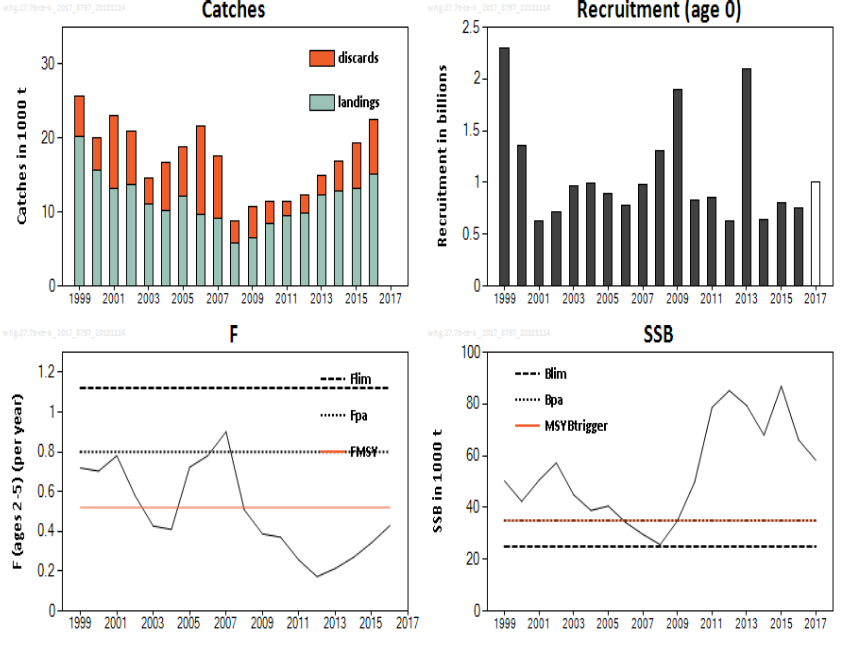 Catches
discards
landings
Catches in 1000 t
30
20
10
0
1999 2001 2003 2005 2007 2009 2011 2013 2015 2017
Recruitment (age 0)
Recruitment in billions
2.5
2
1.5
1
0.5
0
1999 2001 2003 2005 2007 2009 2011 2013 2015 2017
F
Flim
Fpa
FMSY
F (ages 2-5) (per year)
1.2
1
0.8
0.6
0.4
0.2
0
1999 2001 2003 2005 2007 2009 2011 2013 2015 2017
SSB
Blim
Bpa
MSYBtrigger
SSB in 1000 t
100
80
60
40
20
0
1999 2001 2003 2005 2007 2009 2011 2013 2015 2017